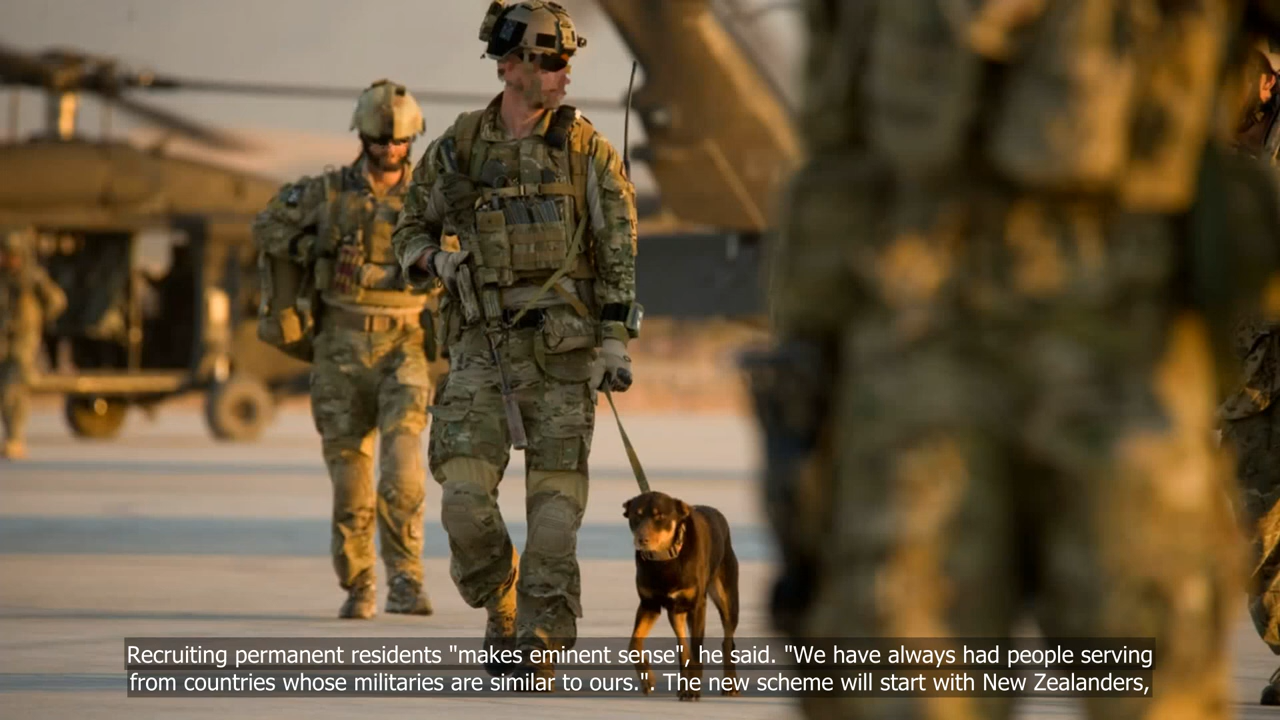 Recruiting permanent residents "makes eminent sense", he said. "We have always had people serving
from countries whose militaries are similar to ours.". The new scheme will start with New Zealanders,